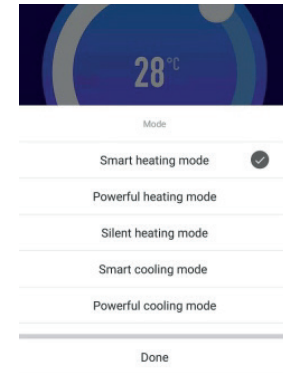 28°C
Mode
Smart heating mode
Powerful heating mode
Silent heating mode
Smart cooling mode
Powerful cooling mode
Done